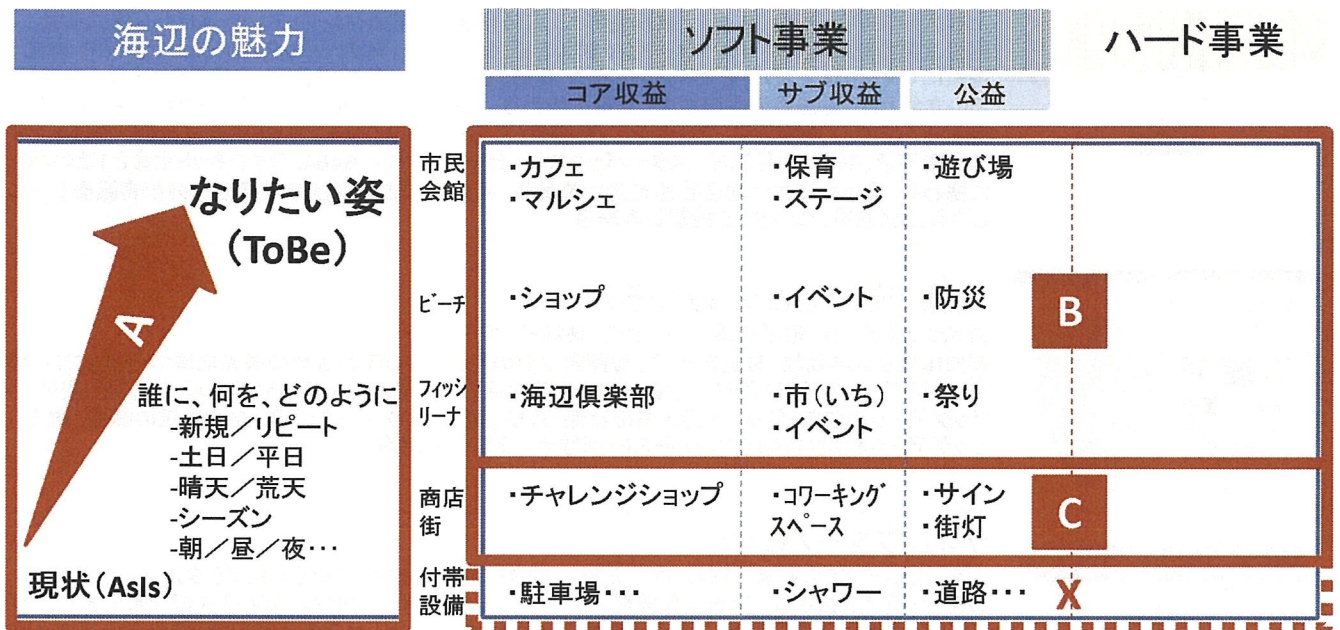 海辺の魅力
ソフト事業
ハード事業
コア収益
サブ収益
公益
なりたい姿
(ToBe)
A
誰に、何を、どのように
-新規／リピート
-土日／平日
-晴天／荒天
-シーズン
-朝／昼／夜･･･
現状(AsIs)
市民
会館
・カフェ
・マルシェ
・保育
・ステージ
・遊び場
ビーチ
・ショップ
・イベント
・防災
B
フィッシャ
リーナ
・海辺倶楽部
・市(いち)
・イベント
・祭り
商店
街
・チャレンジショップ
・コワーキング
スペース
・サイン
・街灯
C
付帯
設備
・駐車場･･･
・シャワー
・道路･･･
X